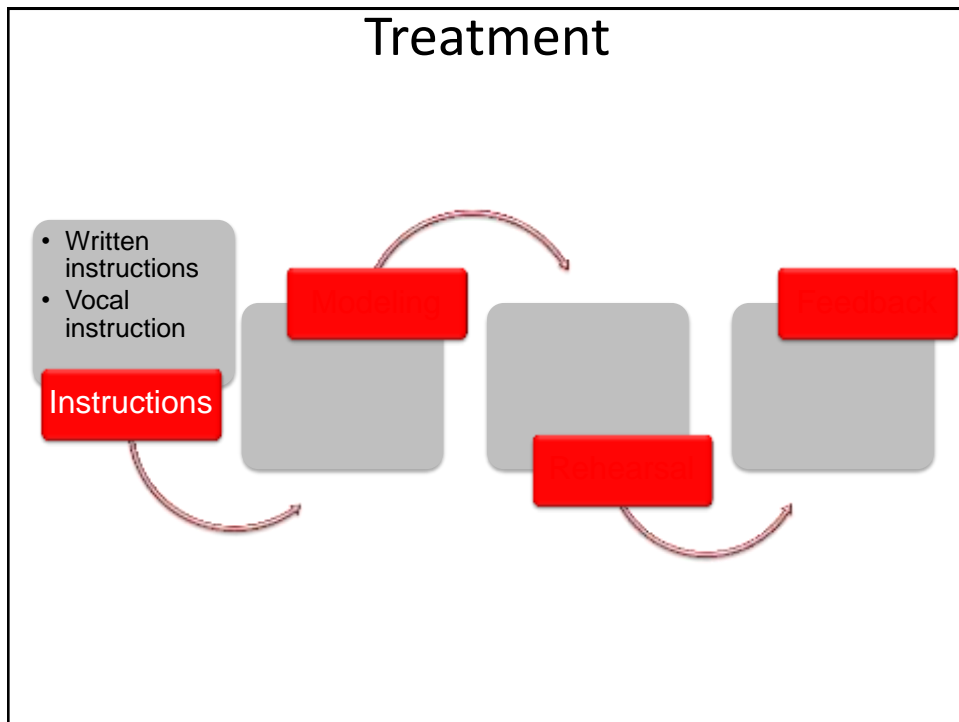 Treatment
• Written
instructions
• Vocal
instruction
Instructions
Modeling
Rehearsal
Feedback